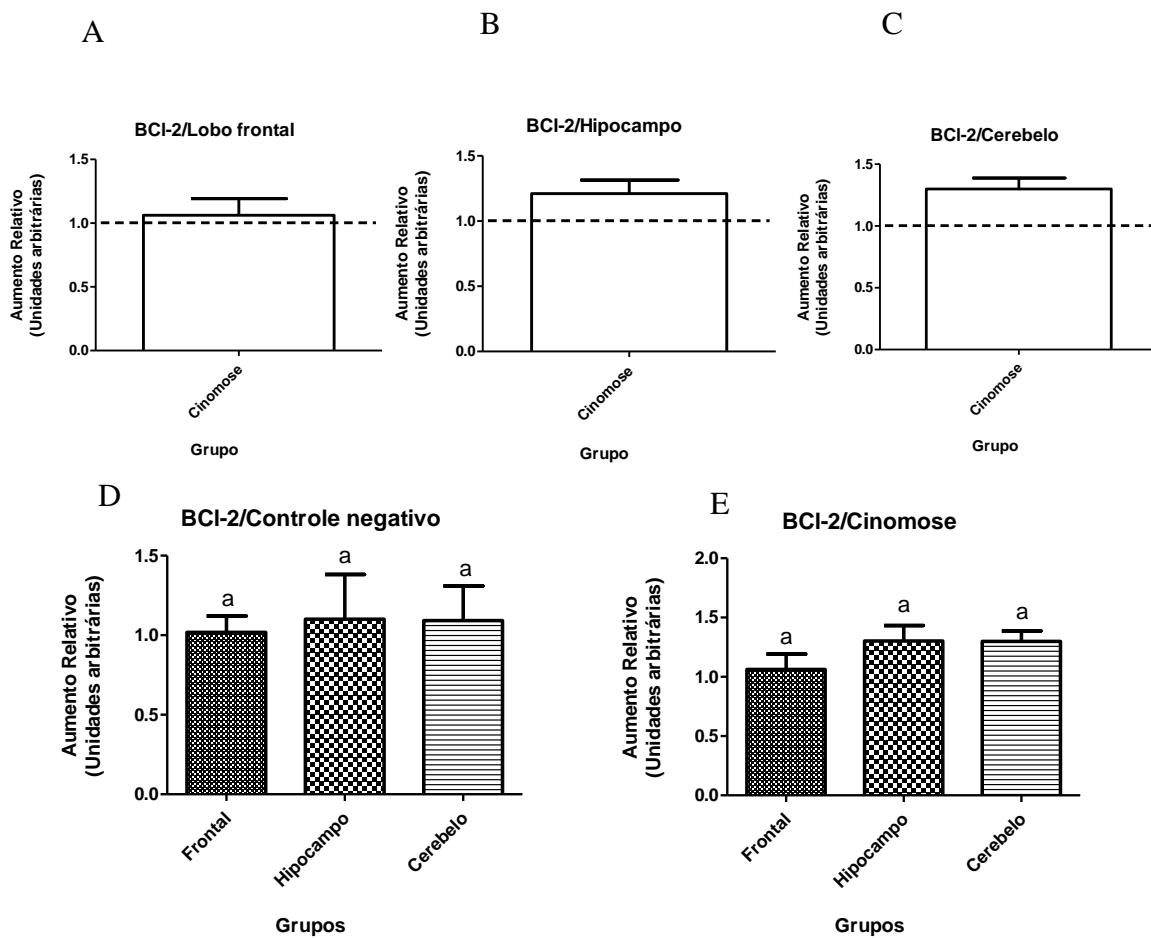 A
BCl-2/Lobo frontal
Aumento Relativo
(Unidades arbitrárias)
1.5
1.0
0.5
0.0
Cinomose
Grupo
B
BCl-2/Hipocampo
Aumento Relativo
(Unidades arbitrárias)
1.5
1.0
0.5
0.0
Cinomose
Grupo
C
BCl-2/Cerebelo
Aumento Relativo
(Unidades arbitrárias)
1.5
1.0
0.5
0.0
Cinomose
Grupo
D
BCl-2/Controle negativo
Aumento Relativo
(Unidades arbitrárias)
1.5
1.0
0.5
0.0
a
a
a
Frontal
Hipocampo
Cerebelo
Grupos
E
BCl-2/Cinomose
Aumento Relativo
(Unidades arbitrárias)
2.0
1.5
1.0
0.5
0.0
a
a
a
Frontal
Hipocampo
Cerebelo
Grupos